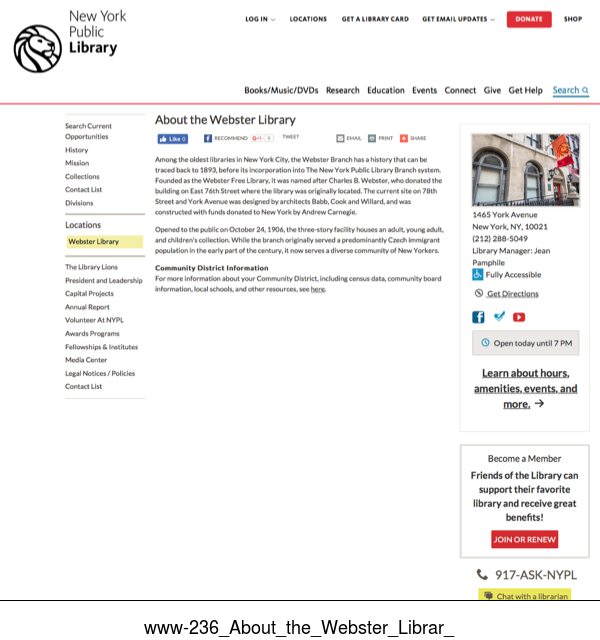 New York
Public
Library
LOG IN
LOCATIONS
GET A LIBRARY CARD
GET EMAIL UPDATES
DONATE
SHOP
Books/Music/DVDs
Research
Education
Events
Connect
Give
Get Help
Search
Search Current
Opportunities
History
Mission
Collections
Contact List
Divisions
Locations
Webster Library
The Library Lions
President and Leadership
Capital Projects
Annual Report
Volunteer At NYPL
Awards Programs
Fellowships & Institutes
Media Center
Legal Notices / Policies
Contact List
About the Webster Library
Like 0
RECOMMEND
G+1
TWEET
EMAIL
PRINT
SHARE
Among the oldest libraries in New York City, the Webster Branch has a history that can be
traced back to 1893, before its incorporation into The New York Public Library Branch system.
Founded as the Webster Free Library, it was named after Charles B. Webster, who donated the
building on East 76th Street where the library was originally located. The current site on 78th
Street and York Avenue was designed by architects Babb, Cook and Willard, and was
constructed with funds donated to New York by Andrew Carnegie.
Opened to the public on October 24, 1906, the three-story facility houses an adult, young adult,
and children's collection. While the branch originally served a predominantly Czech immigrant
population in the early part of the century, it now serves a diverse community of New Yorkers.
Community District Information
For more information about your Community District, including census data, community board
information, local schools, and other resources, see here.
1465 York Avenue
New York, NY, 10021
(212) 288-5049
Library Manager: Jean
Pamphile
Fully Accessible
Get Directions
Open today until 7 PM
Learn about hours,
amenities, events, and
more. →
Become a Member
Friends of the Library can
support their favorite
library and receive great
benefits!
JOIN OR RENEW
917-ASK-NYPL
Chat with a librarian
www-236_About_the_Webster_Librar_